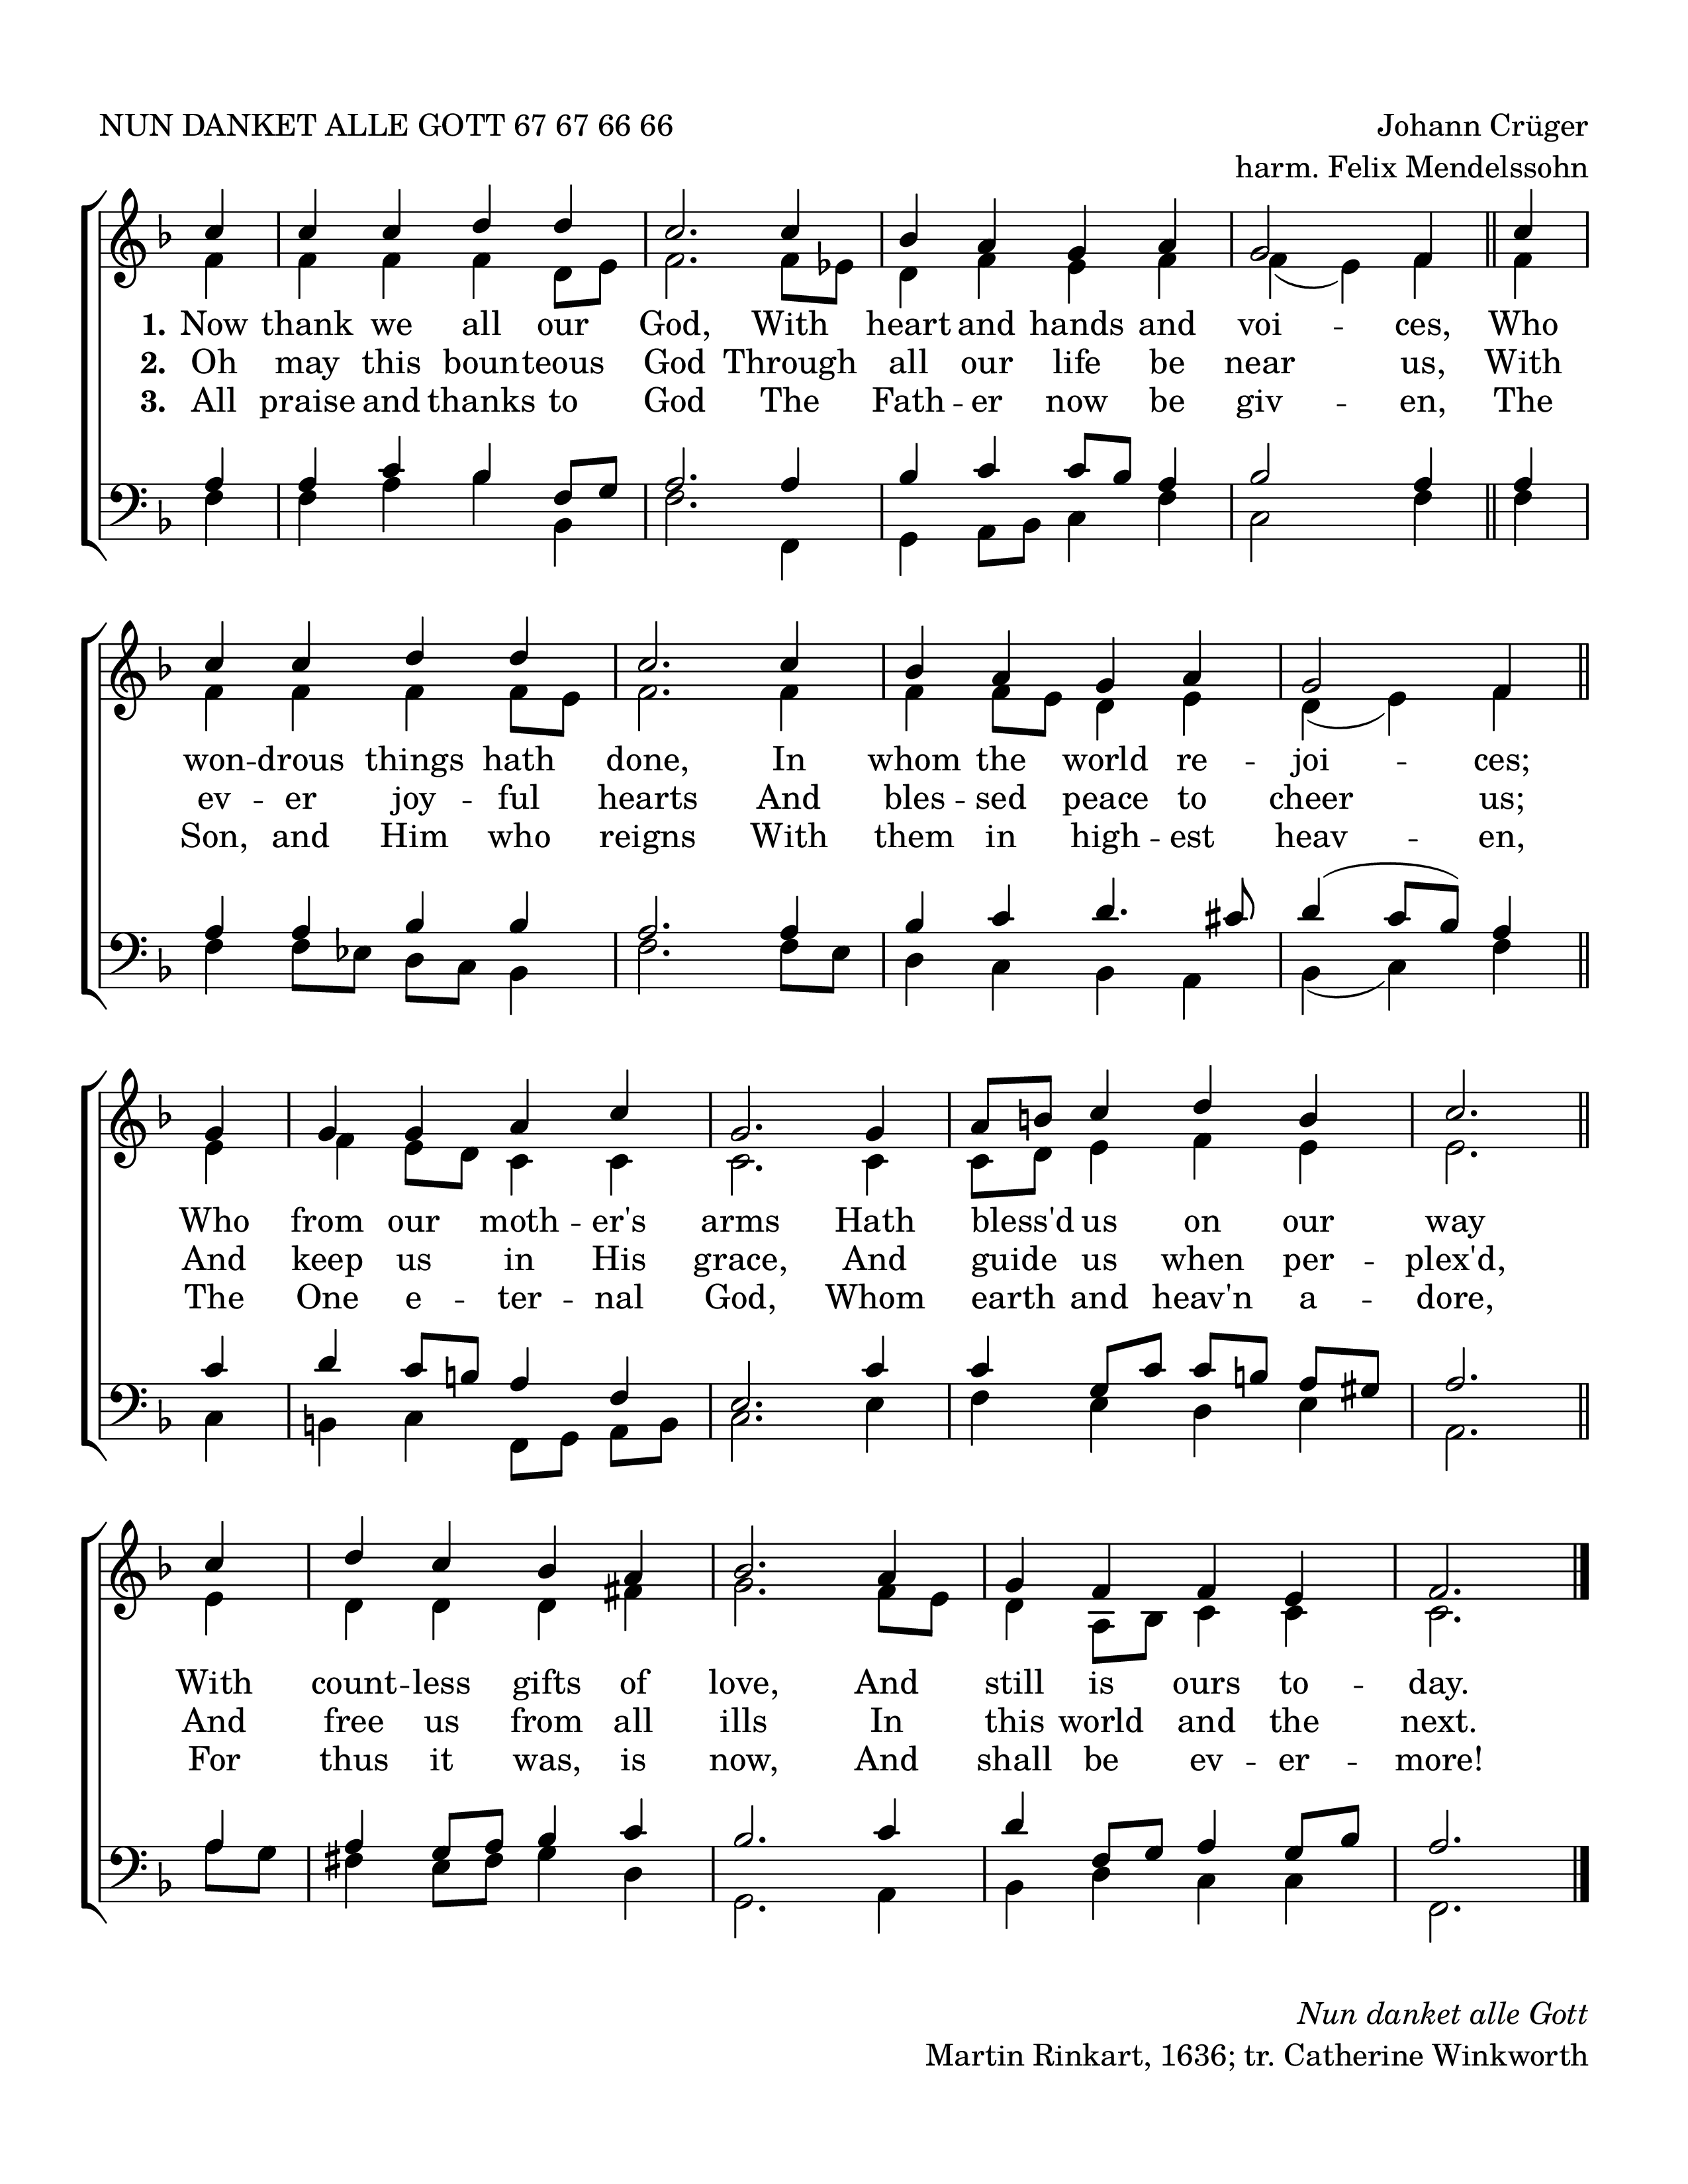 NUN DANKET ALLE GOTT 67 67 66 66
Johann Crüger
harm. Felix Mendelssohn
1. Now thank we all our God, With heart and hands and voi -- ces, Who
2. Oh may this boun -- teous God Through all our life be near us, With
3. All praise and thanks to God The Fath -- er now be giv -- en, The
won -- drous things hath done, In whom the world re -- joi -- ces;
ev -- er joy -- ful hearts And bles -- sed peace to cheer us;
Son, and Him who reigns With them in high -- est heav -- en,
Who from our moth -- er's arms Hath bless'd us on our way
And keep us in His grace, And guide us when per -- plex'd,
The One e -- ter -- nal God, Whom earth and heav'n a -- dore,
With count -- less gifts of love, And still is ours to -- day.
And free us from all ills In this world and the next.
For thus it was, is now, And shall be ev -- er -- more!
Nun danket alle Gott
Martin Rinkart, 1636; tr. Catherine Winkworth